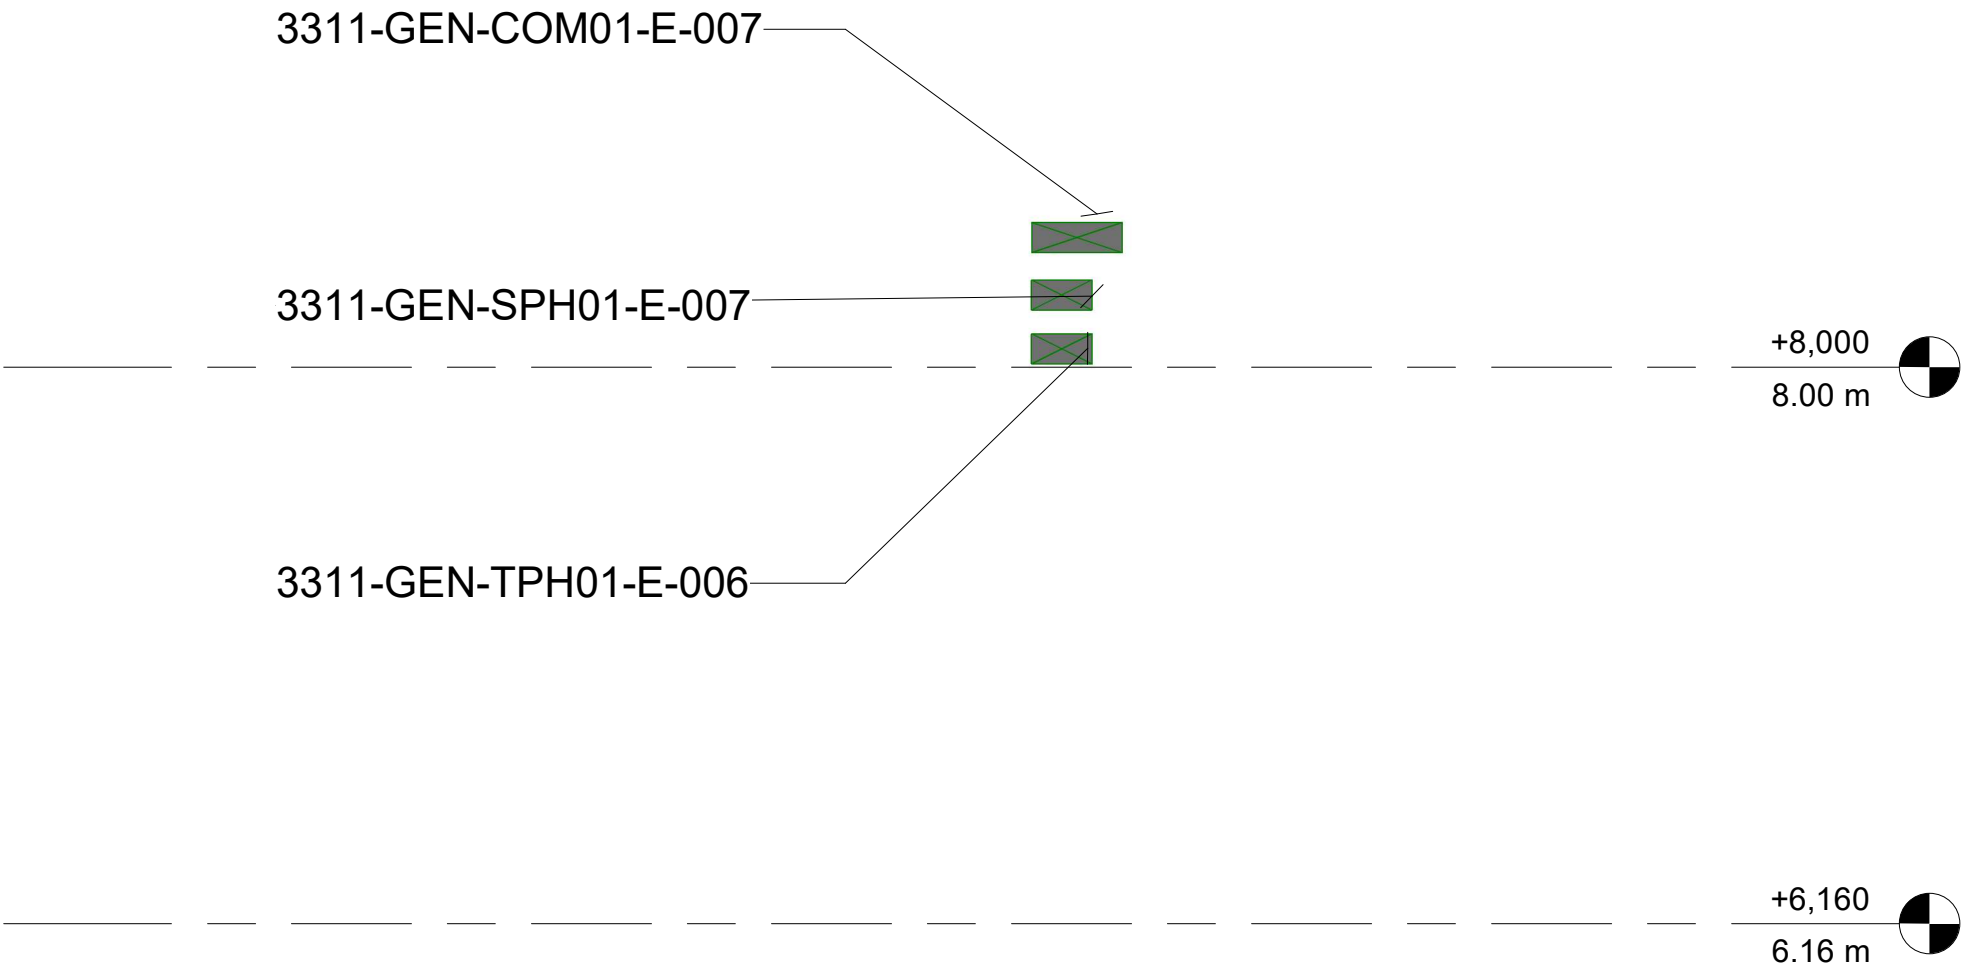 3311-GEN-COM01-E-007
3311-GEN-SPH01-E-007
+8,000
8.00 m
3311-GEN-TPH01-E-006
+6,160
6.16 m